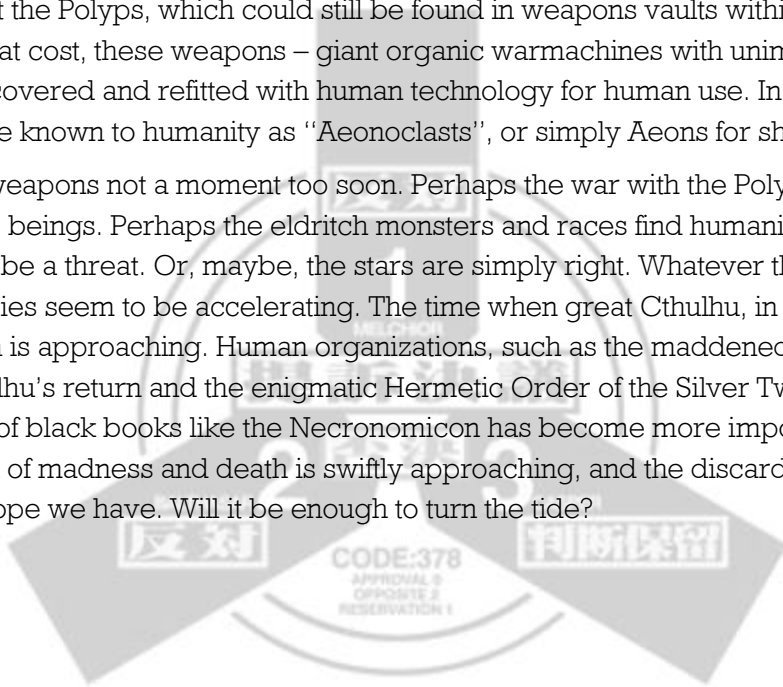 t the Polyps, which could still be found in weapons vaults within
at cost, these weapons – giant organic warmachines with unim
covered and refitted with human technology for human use. In
e known to humanity as “Aeonoclasts”, or simply Aeons for sh
weapons not a moment too soon. Perhaps the war with the Poly
beings. Perhaps the eldritch monsters and races find humani
be a threat. Or, maybe, the stars are simply right. Whatever th
反対
1
ies seem to be accelerating. The time when great Cthulhu, in
MELCHIOR
is approaching. Human organizations, such as the maddened
lhu’s return and the enigmatic Hermetic Order of the Silver Tw
of black books like the Necronomicon has become more impo
2 3
of madness and death is swiftly approaching, and the discard
ope we have. Will it be enough to turn the tide?
反対 判断保留
CODE:378
APPROVAL 0
OPPOSITE 2
RESERVATION 1